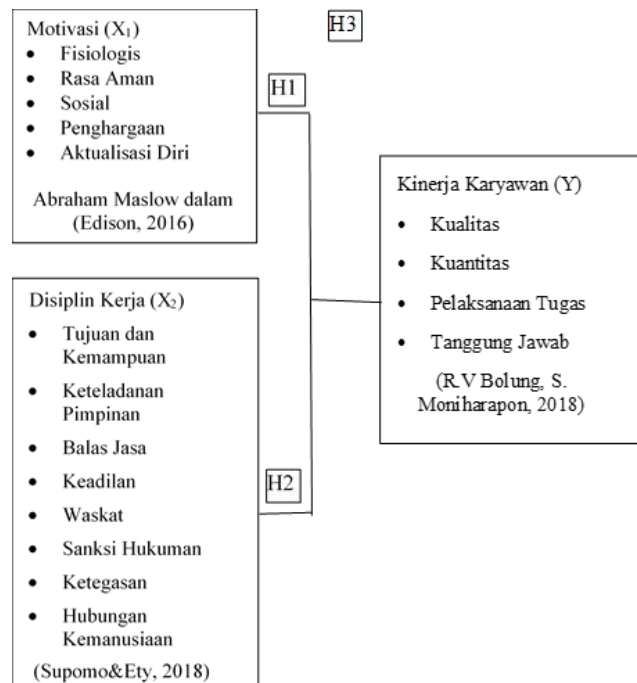 Motivasi (X₁)
• Fisiologis
• Rasa Aman
• Sosial
• Penghargaan
• Aktualisasi Diri
Abraham Maslow dalam
(Edison, 2016)
H3
H1
Disiplin Kerja (X₂)
• Tujuan dan
Kemampuan
• Keteladanan
Pimpinan
• Balas Jasa
• Keadilan
• Waskat
• Sanksi Hukuman
• Ketegasan
• Hubungan
Kemanusiaan
(Supomo&Ety, 2018)
H2
Kinerja Karyawan (Y)
• Kualitas
• Kuantitas
• Pelaksanaan Tugas
• Tanggung Jawab
(R.V Bolung, S.
Moniharapon, 2018)